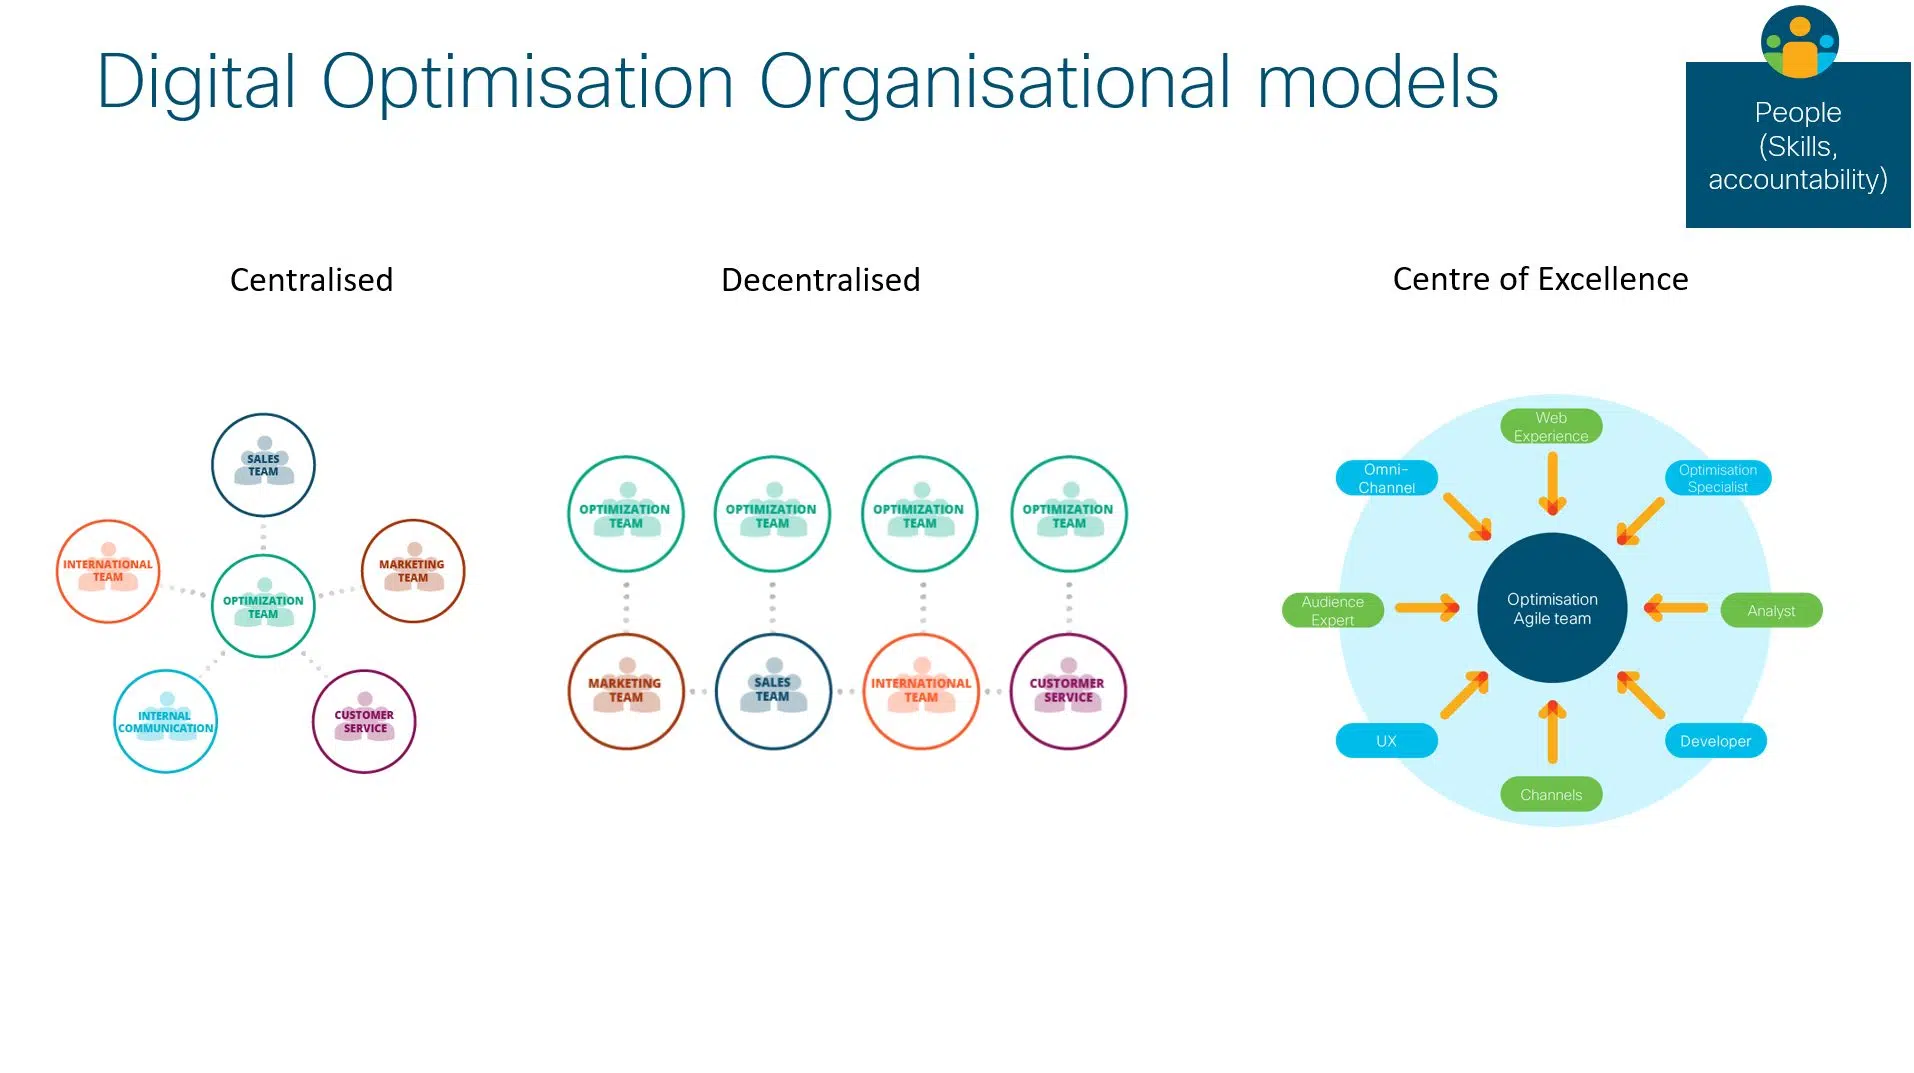 Digital Optimisation Organisational models
People
(Skills,
accountability)
Centralised
Decentralised
Centre of Excellence
SALES
TEAM
INTERNATIONAL
TEAM
MARKETING
TEAM
OPTIMIZATION
TEAM
INTERNAL
COMMUNICATION
CUSTOMER
SERVICE
OPTIMIZATION
TEAM
OPTIMIZATION
TEAM
OPTIMIZATION
TEAM
OPTIMIZATION
TEAM
MARKETING
TEAM
SALES
TEAM
INTERNATIONAL
TEAM
CUSTORMER
SERVICE
Web
Experience
Omni-
Channel
Optimisation
Specialist
Audience
Expert
Optimisation
Agile team
Analyst
UX
Developer
Channels